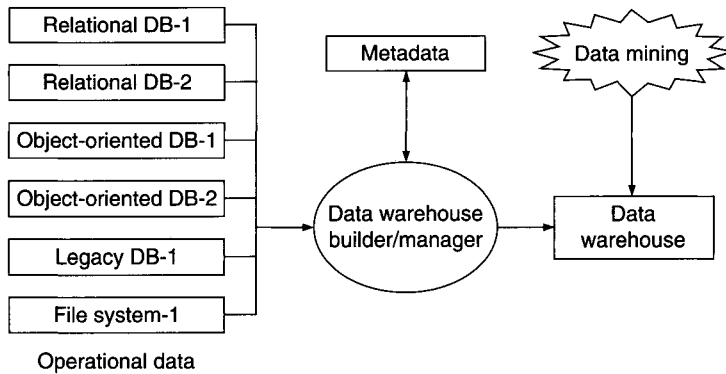 Relational DB-1
Relational DB-2
Object-oriented DB-1
Object-oriented DB-2
Legacy DB-1
File system-1
Operational data
Metadata
Data warehouse
builder/manager
Data mining
Data
warehouse